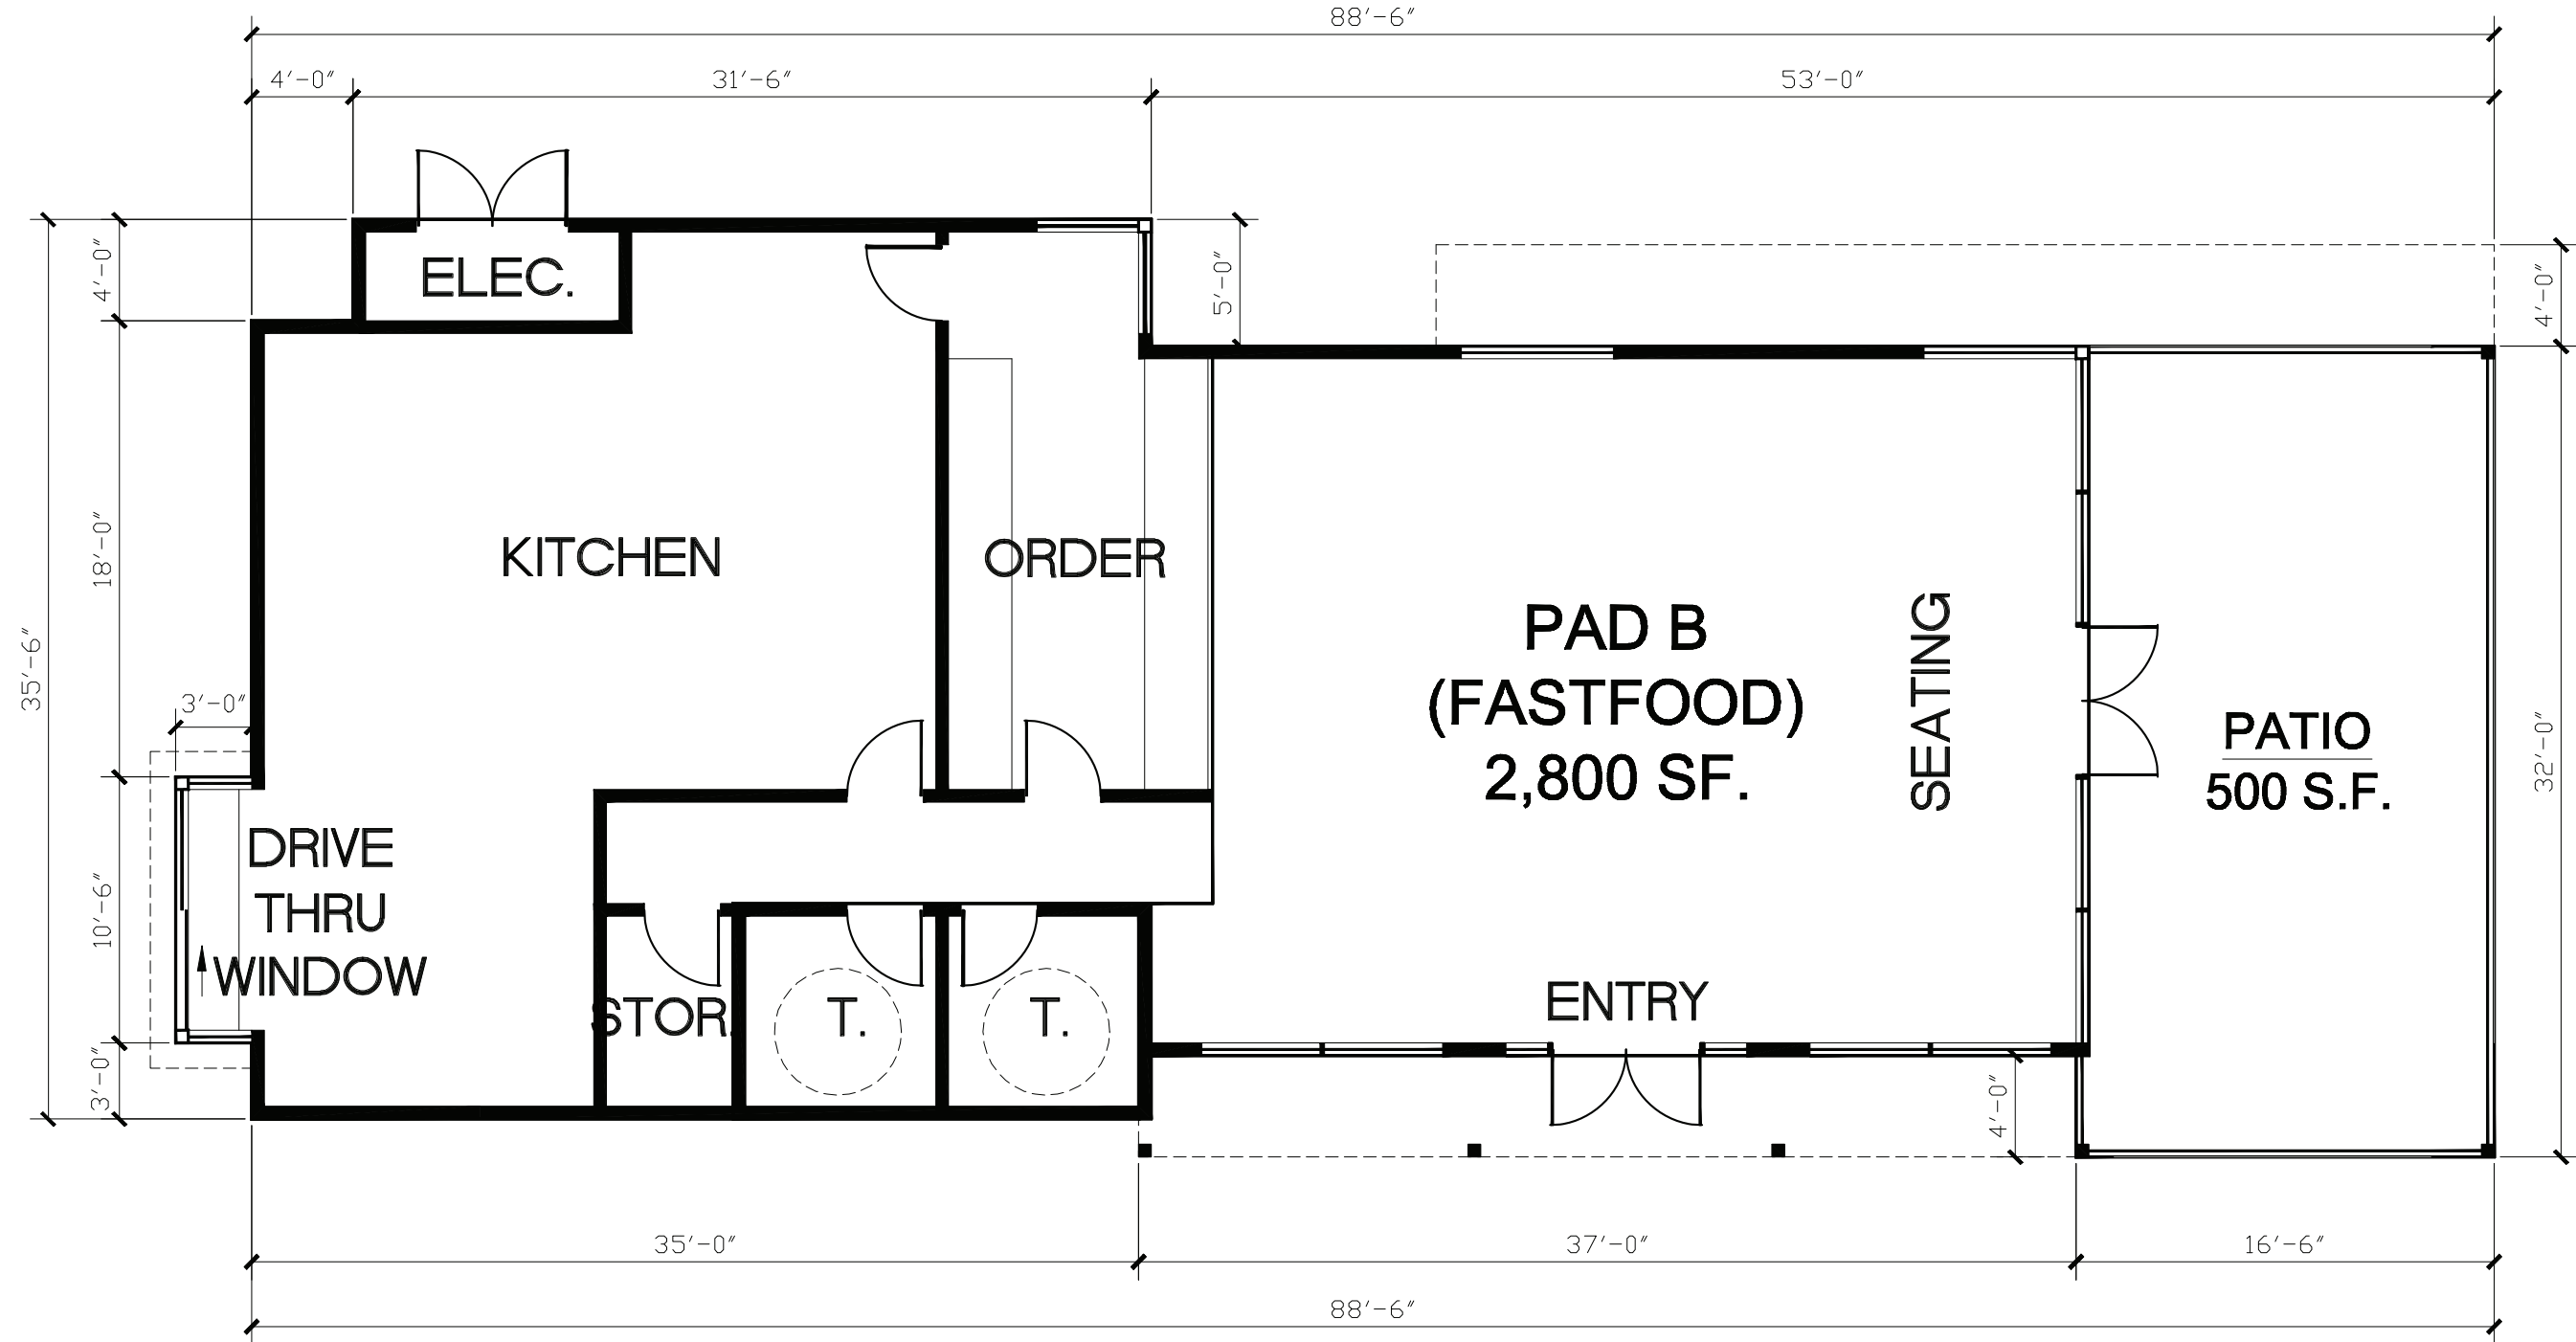 88'-6"
4'-0"
31'-6"
53'-0"
4'-0"
ELEC.
5'-0"
4'-0"
18'-0"
KITCHEN
ORDER
35'-6"
PAD B
(FASTFOOD)
2,800 SF.
SEATING
PATIO
500 S.F.
32'-0"
3'-0"
DRIVE
THRU
WINDOW
10'-6"
STOR.
T.
T.
ENTRY
3'-0"
4'-0"
35'-0"
37'-0"
16'-6"
88'-6"